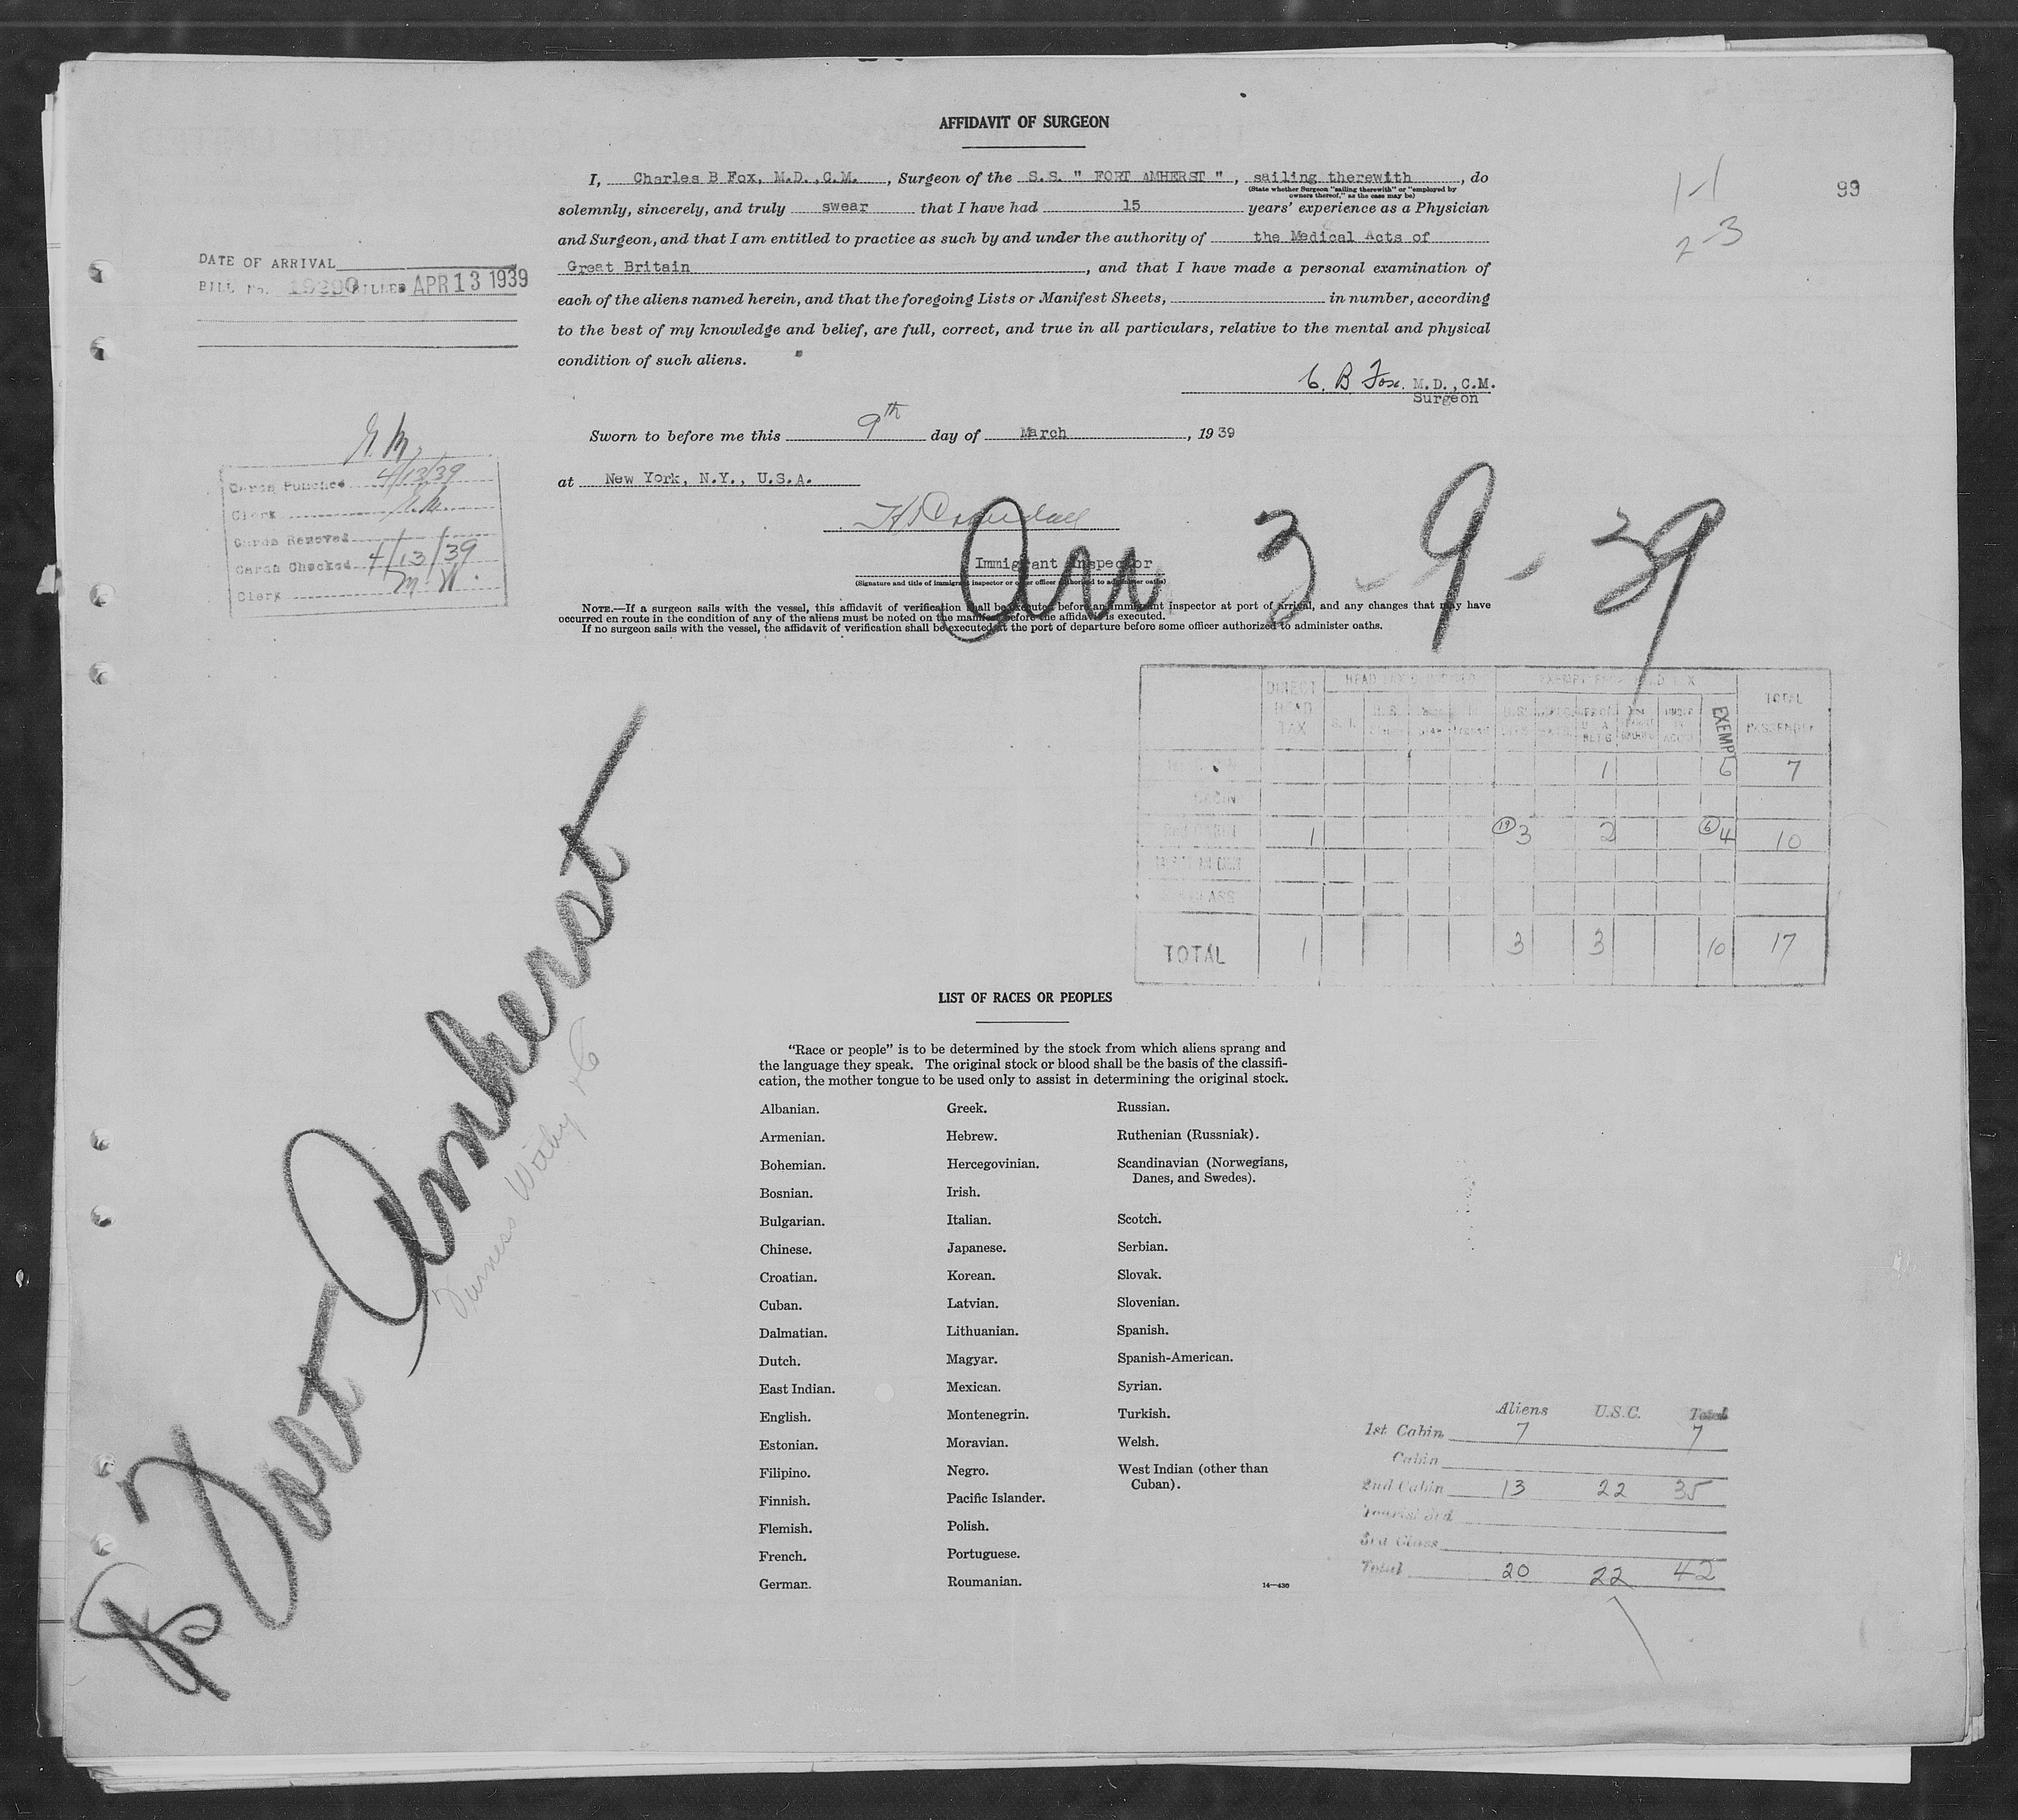 AFFIDAVIT OF SURGEON
I, Charles B Fox, M.D.,C.M. , Surgeon of the S.S. " FORT AMHERST " , sailing therewith , do
(State whether Surgeon "sailing therewith" or "employed by
owners thereof," as the case may be)
solemnly, sincerely, and truly swear that I have had 15 years' experience as a Physician
and Surgeon, and that I am entitled to practice as such by and under the authority of the Medical Acts of
Great Britain , and that I have made a personal examination of
each of the aliens named herein, and that the foregoing Lists or Manifest Sheets, in number, according
to the best of my knowledge and belief, are full, correct, and true in all particulars, relative to the mental and physical
condition of such aliens.
C. B Fox. M.D.,C.M.
Surgeon
Sworn to before me this 9th day of March , 1939
at New York, N.Y., U.S.A.
Immigrant Inspector
(Signature and title of immigrant inspector or other officer authorized to administer oaths)
Arr 3-9-39
NOTE.—If a surgeon sails with the vessel, this affidavit of verification shall be executed before an immigrant inspector at port of arrival, and any changes that may have
occurred en route in the condition of any of the aliens must be noted on the manifest before the affidavit is executed.
If no surgeon sails with the vessel, the affidavit of verification shall be executed at the port of departure before some officer authorized to administer oaths.
1-1
2-3
99
DATE OF ARRIVAL
BILL No. BILLED APR 13 1939
Cards Punched 4/13/39
Clerk
Cards Removed
Cards Checked 4/13/39
Clerk M. W.
DIRECT HEAD TAX
EXEMPT
TOTAL PASSENGER
1 6 7
1 19 3 2 6 4 10
TOTAL 1 3 3 10 17
Fort Amherst
Furness Withy & C
LIST OF RACES OR PEOPLES
"Race or people" is to be determined by the stock from which aliens sprang and
the language they speak. The original stock or blood shall be the basis of the classifi-
cation, the mother tongue to be used only to assist in determining the original stock.
Albanian.
Armenian.
Bohemian.
Bosnian.
Bulgarian.
Chinese.
Croatian.
Cuban.
Dalmatian.
Dutch.
East Indian.
English.
Estonian.
Filipino.
Finnish.
Flemish.
French.
German.
Greek.
Hebrew.
Hercegovinian.
Irish.
Italian.
Japanese.
Korean.
Latvian.
Lithuanian.
Magyar.
Mexican.
Montenegrin.
Moravian.
Negro.
Pacific Islander.
Polish.
Portuguese.
Roumanian.
Russian.
Ruthenian (Russniak).
Scandinavian (Norwegians,
Danes, and Swedes).
Scotch.
Serbian.
Slovak.
Slovenian.
Spanish.
Spanish-American.
Syrian.
Turkish.
Welsh.
West Indian (other than
Cuban).
14—430
Aliens U.S.C. Total
1st Cabin 7 7
Cabin
2nd Cabin 13 22 35
Tourist 3rd
3rd Class
Total 20 22 42